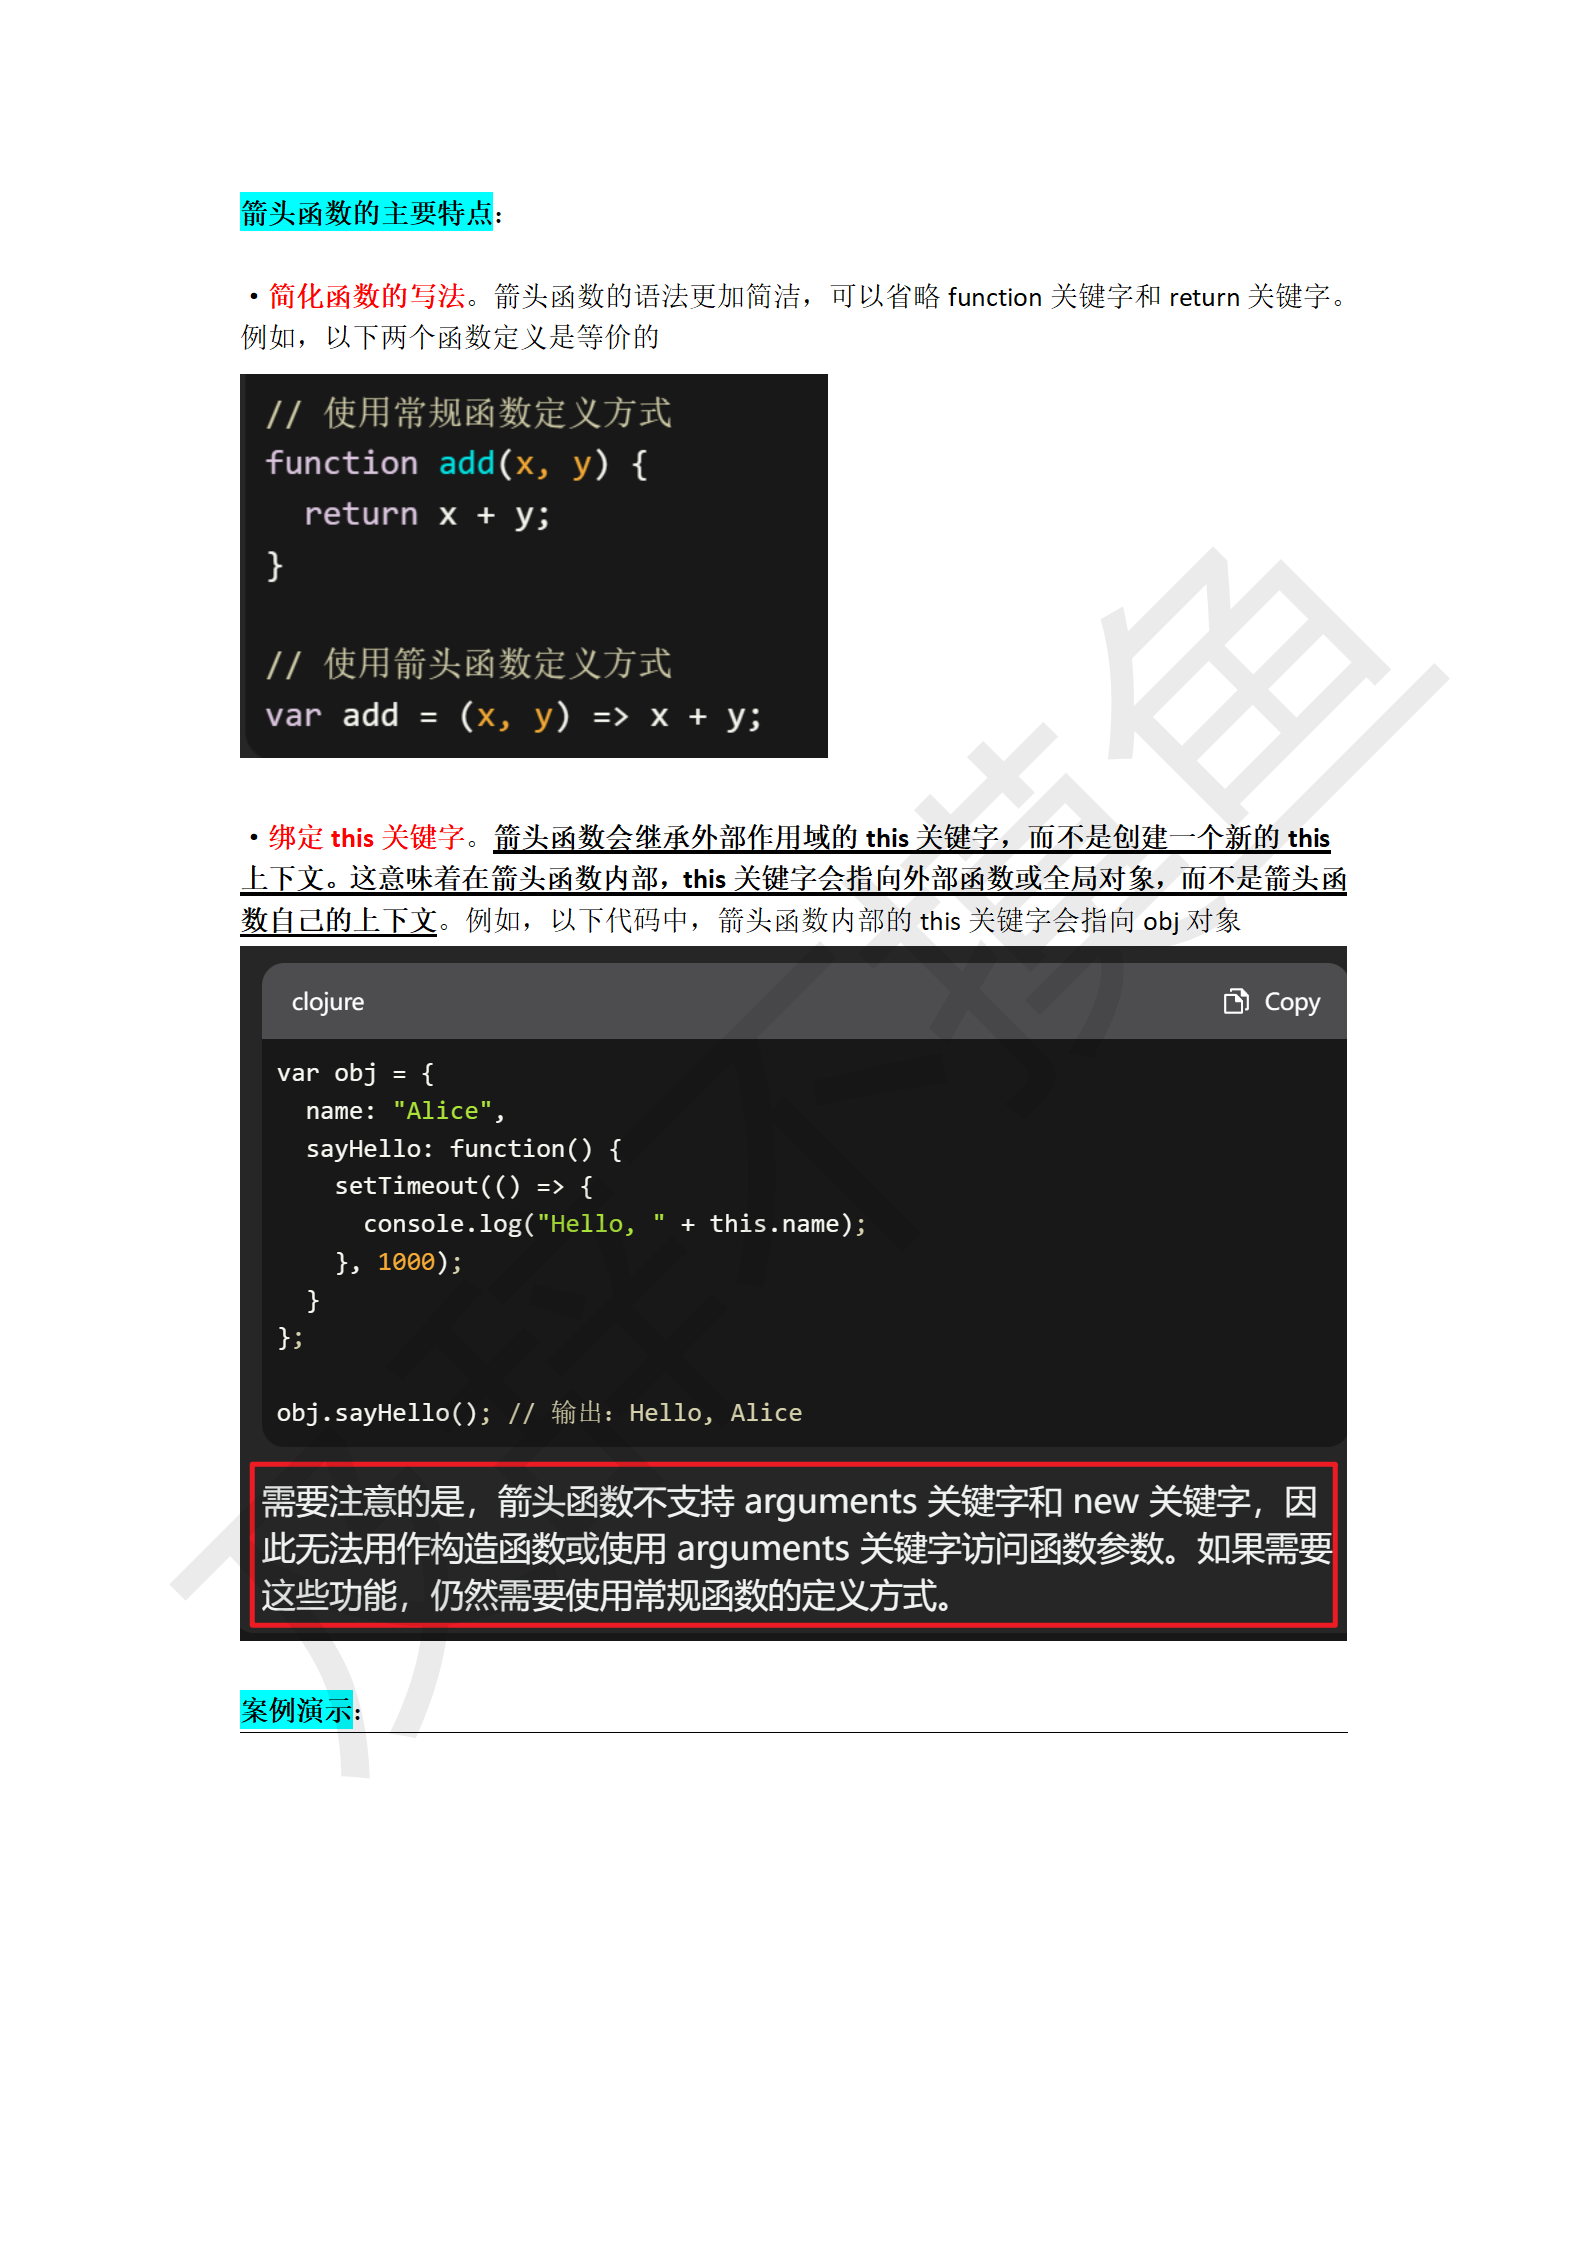 箭头函数的主要特点：
·简化函数的写法。箭头函数的语法更加简洁，可以省略 function 关键字和 return 关键字。
例如，以下两个函数定义是等价的
// 使用常规函数定义方式
function add(x, y) {
  return x + y;
}
// 使用箭头函数定义方式
var add = (x, y) => x + y;
·绑定 this 关键字。箭头函数会继承外部作用域的 this 关键字，而不是创建一个新的 this
上下文。这意味着在箭头函数内部，this 关键字会指向外部函数或全局对象，而不是箭头函
数自己的上下文。例如，以下代码中，箭头函数内部的 this 关键字会指向 obj 对象
clojure Copy
var obj = {
  name: "Alice",
  sayHello: function() {
    setTimeout(() => {
      console.log("Hello, " + this.name);
    }, 1000);
  }
};
obj.sayHello(); // 输出：Hello, Alice
需要注意的是，箭头函数不支持 arguments 关键字和 new 关键字，因
此无法用作构造函数或使用 arguments 关键字访问函数参数。如果需要
这些功能，仍然需要使用常规函数的定义方式。
案例演示：